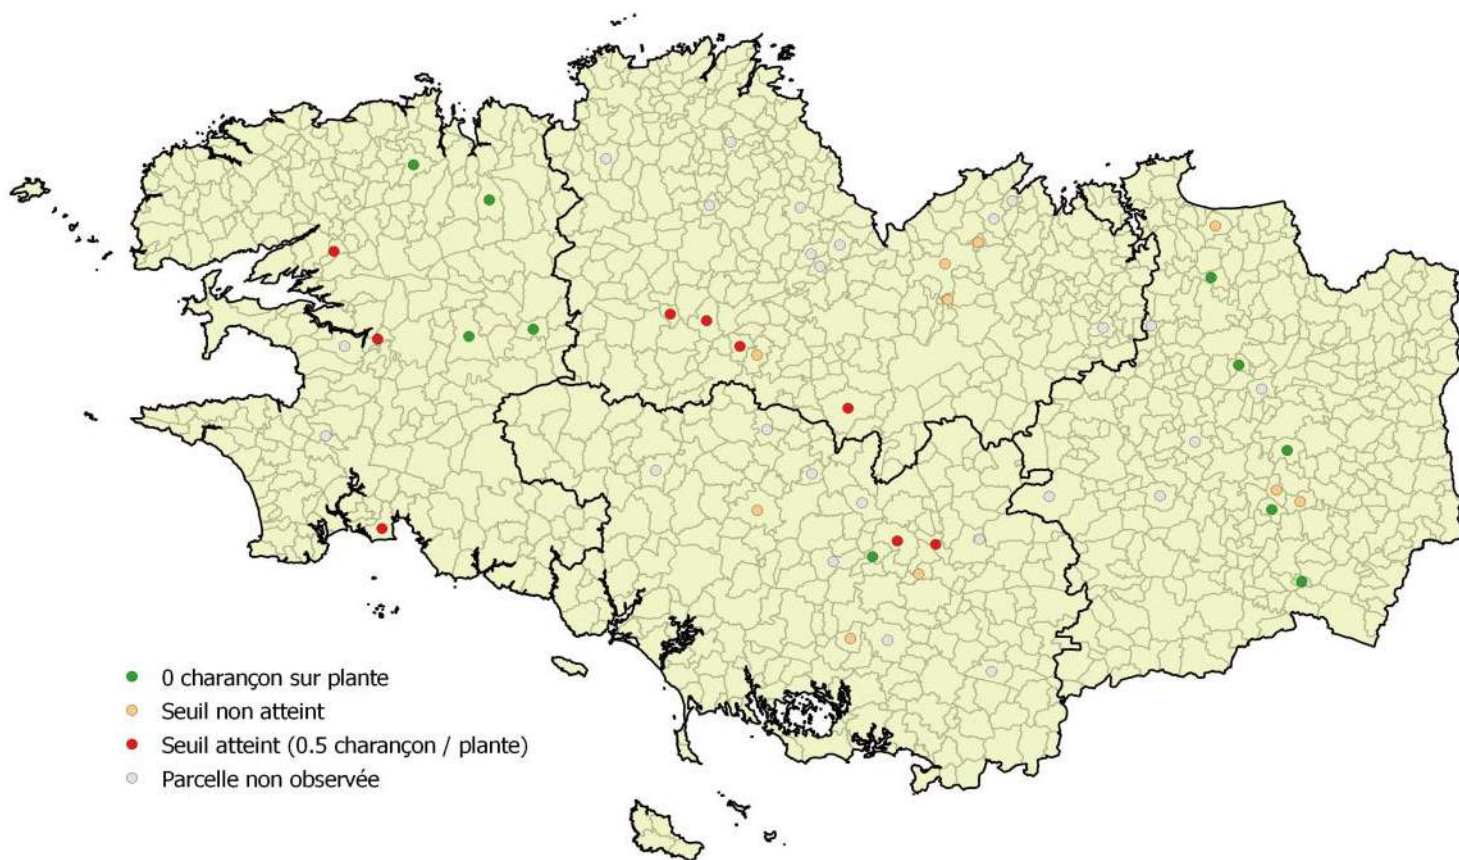 0 charançon sur plante
Seuil non atteint
Seuil atteint (0.5 charançon / plante)
Parcelle non observée